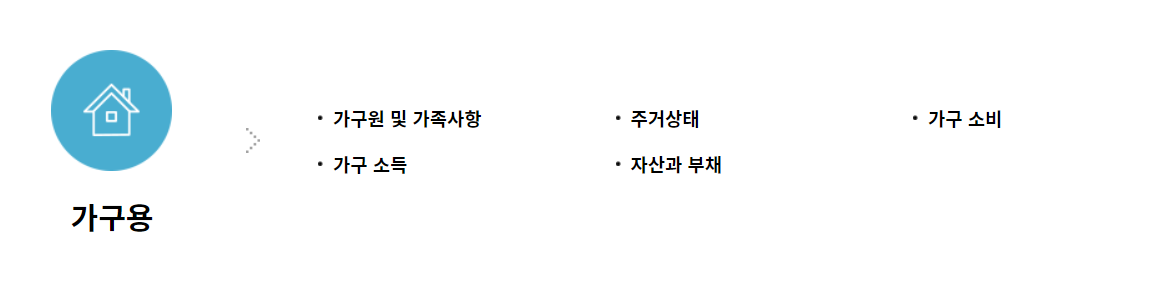 • 가구원 및 가족사항 • 주거상태 • 가구 소비
• 가구 소득 • 자산과 부채
가구용